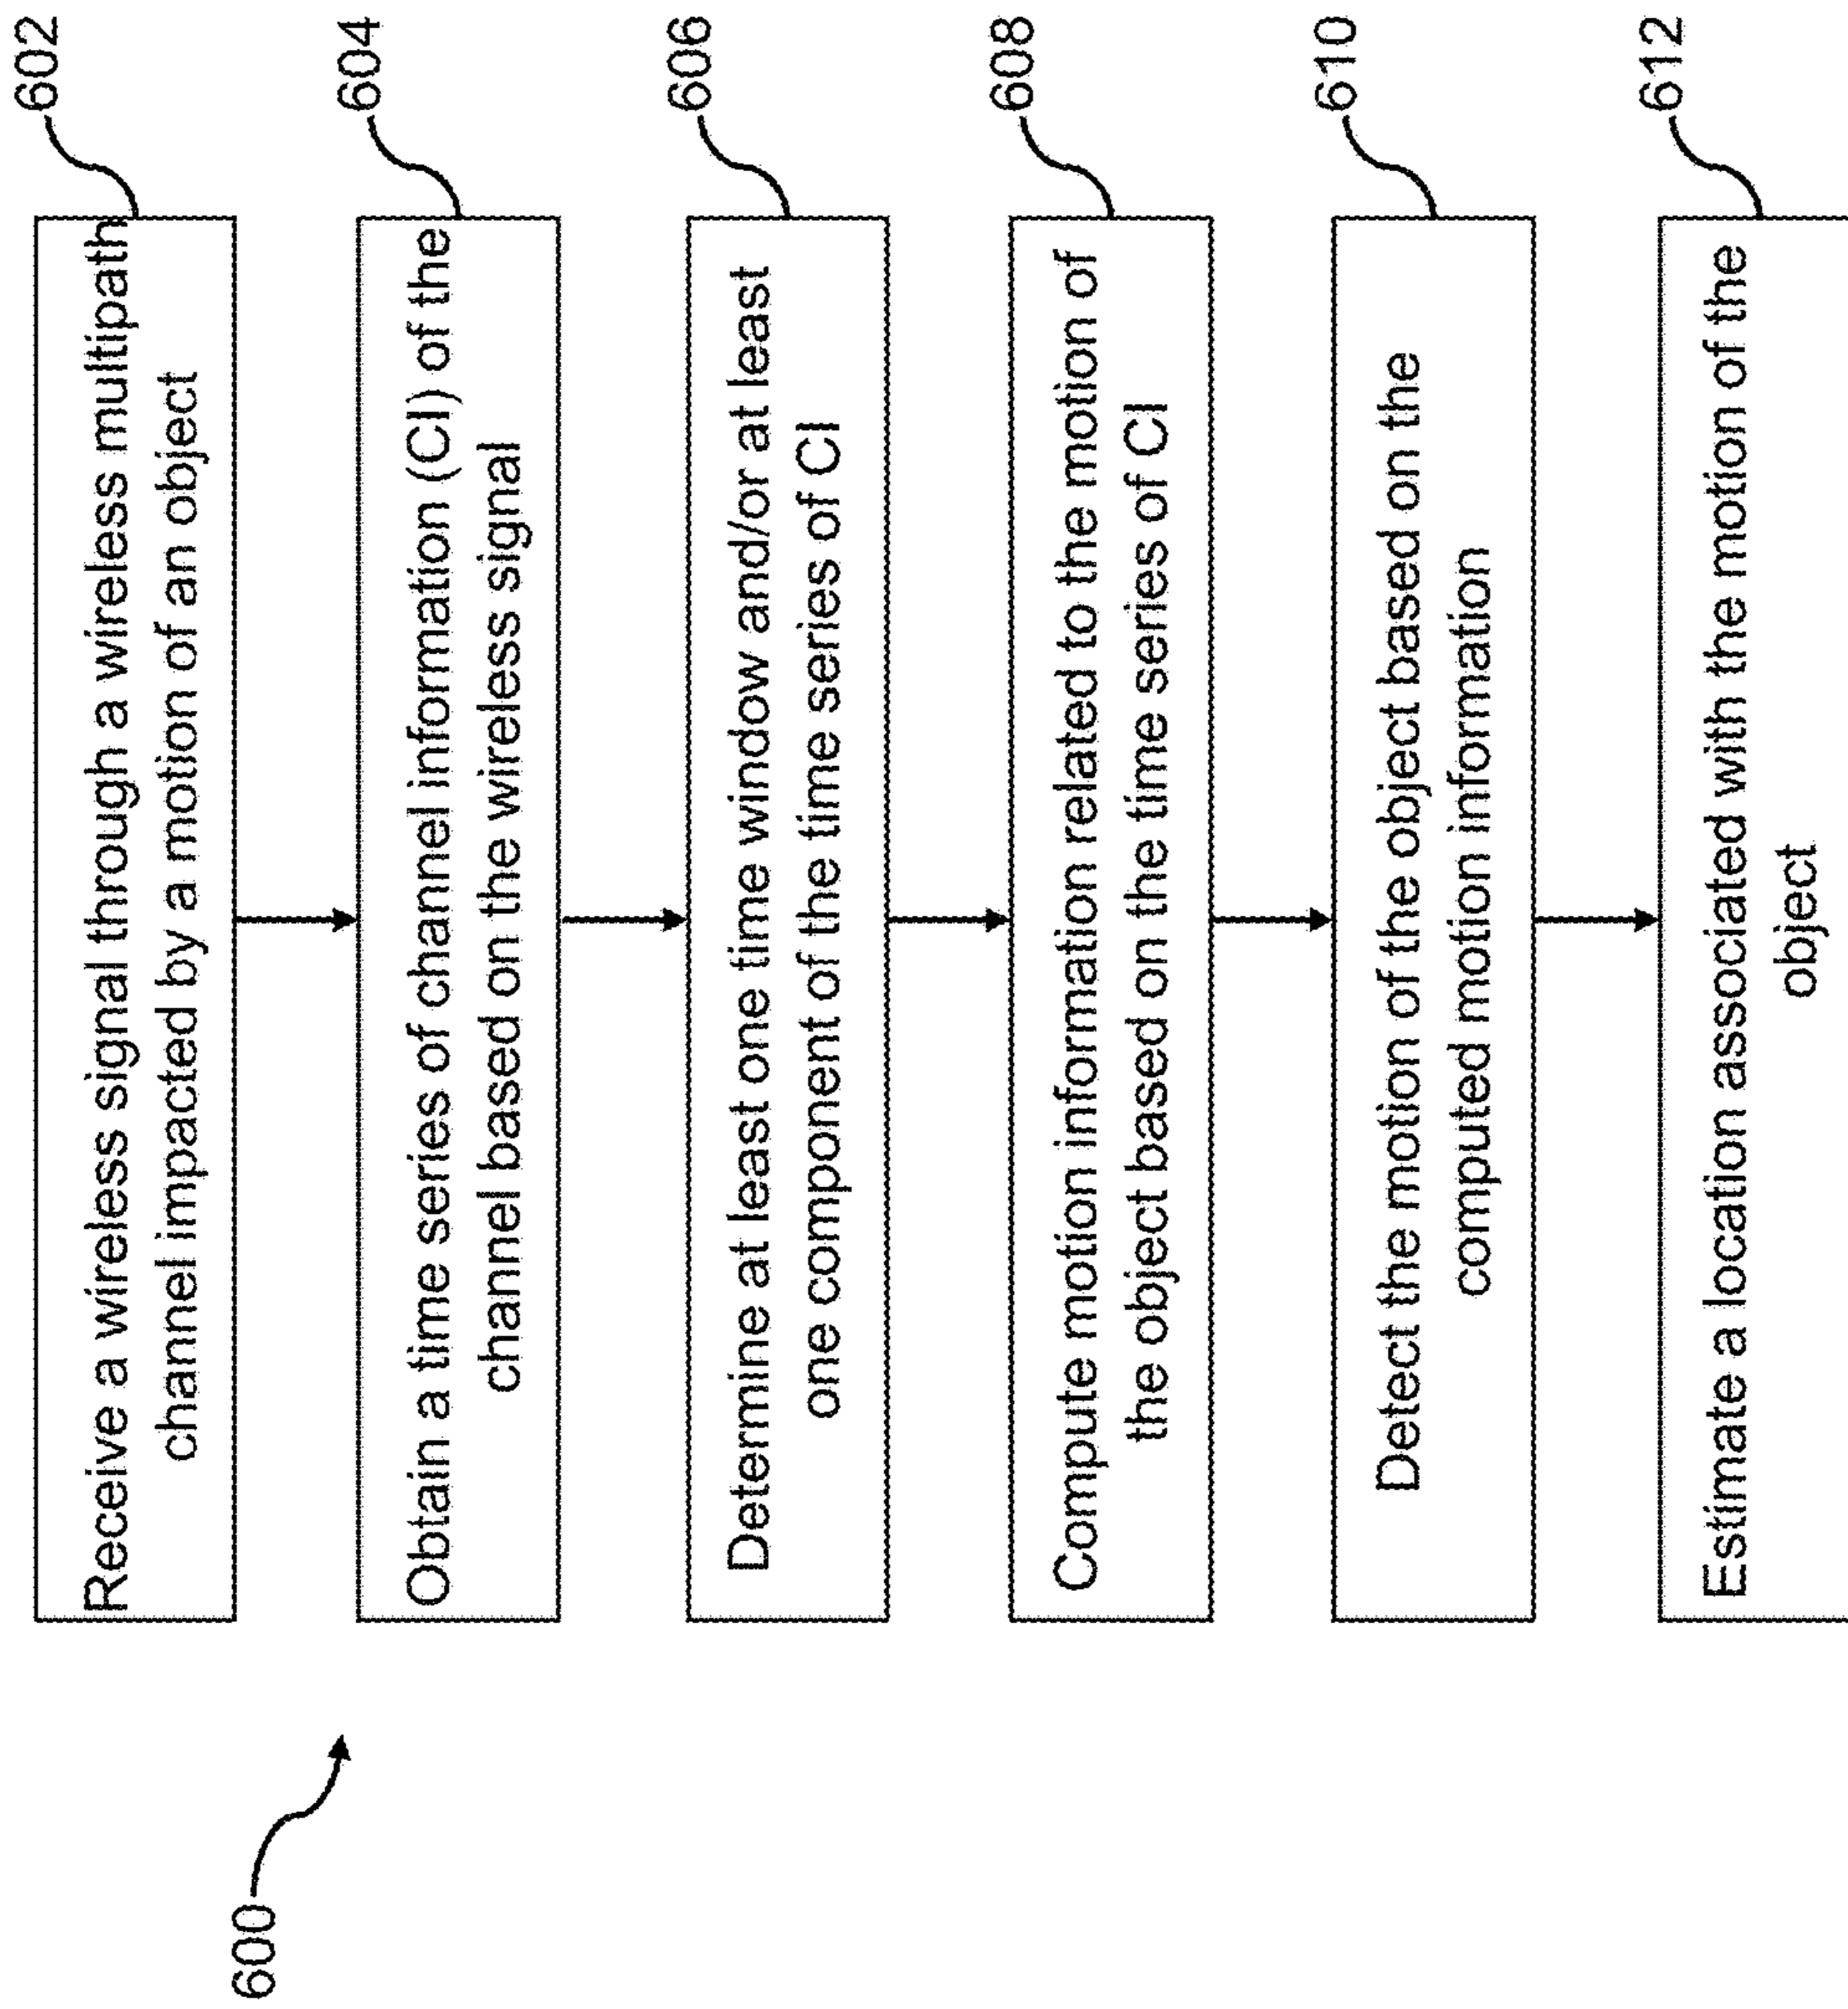 600
Receive a wireless signal through a wireless multipath
channel impacted by a motion of an object
602
Obtain a time series of channel information (CI) of the
channel based on the wireless signal
604
Determine at least one time window and/or at least
one component of the time series of CI
606
Compute motion information related to the motion of
the object based on the time series of CI
608
Detect the motion of the object based on the
computed motion information
610
Estimate a location associated with the motion of the
object
612